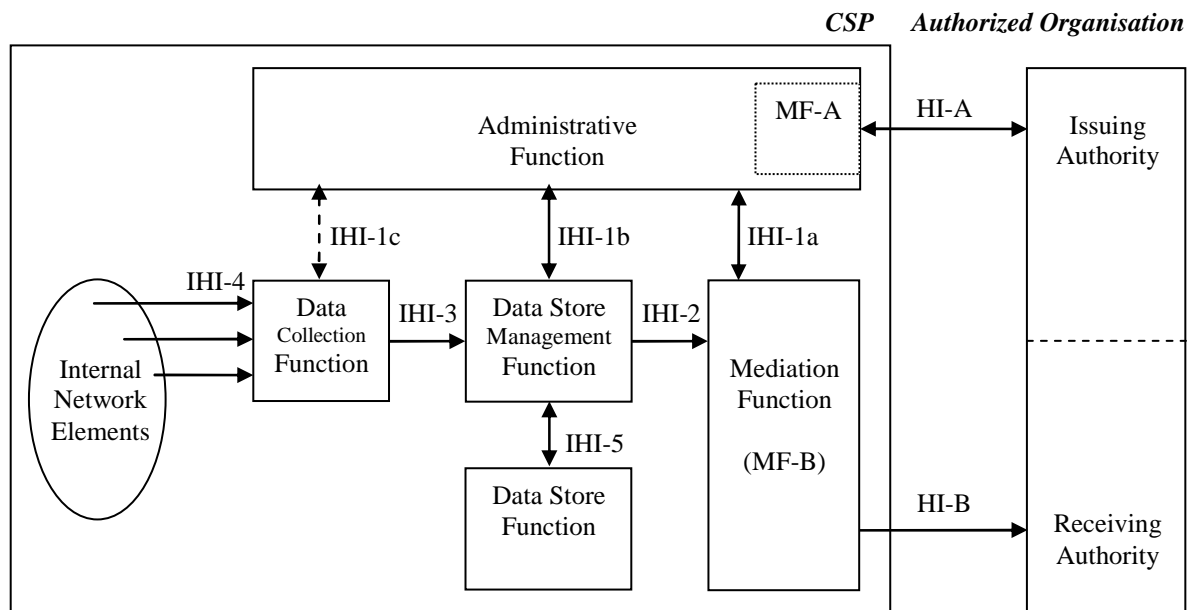 CSP Authorized Organisation
MF-A
HI-A
Administrative
Function
Issuing
Authority
IHI-1c
IHI-1b
IHI-1a
IHI-4
Data
Collection
Function
IHI-3
Data Store
Management
Function
IHI-2
Internal
Network
Elements
Mediation
Function
(MF-B)
IHI-5
Data Store
Function
HI-B
Receiving
Authority